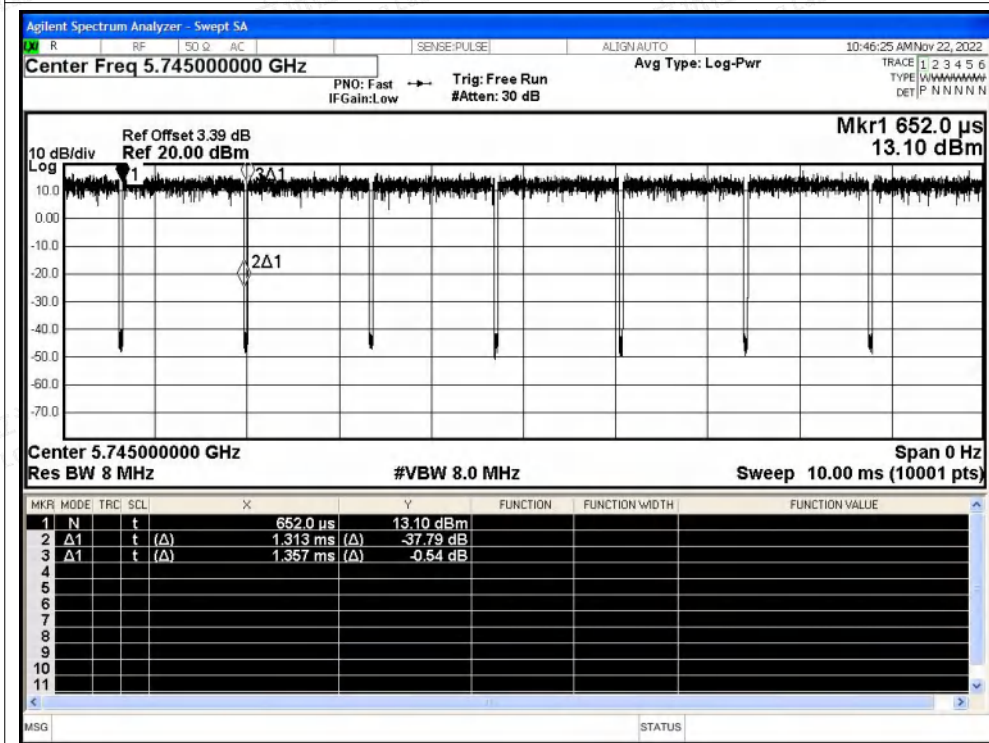 Agilent Spectrum Analyzer - Swept SA
LXI R RF 50 Ω AC SENSE:PULSE ALIGN AUTO 10:46:25 AM Nov 22, 2022
Center Freq 5.745000000 GHz Avg Type: Log-Pwr TRACE 1 2 3 4 5 6
PNO: Fast Trig: Free Run TYPE W
IFGain:Low #Atten: 30 dB DET P N N N N N
Mkr1 652.0 µs
Ref Offset 3.39 dB
10 dB/div Ref 20.00 dBm 13.10 dBm
Log
1 3Δ1
10.0
0.00
-10.0
2Δ1
-20.0
-30.0
-40.0
-50.0
-60.0
-70.0
Center 5.745000000 GHz Span 0 Hz
Res BW 8 MHz #VBW 8.0 MHz Sweep 10.00 ms (10001 pts)
MKR MODE TRC SCL X Y FUNCTION FUNCTION WIDTH FUNCTION VALUE
1 N t 652.0 µs 13.10 dBm
2 Δ1 t (Δ) 1.313 ms (Δ) -37.79 dB
3 Δ1 t (Δ) 1.357 ms (Δ) -0.54 dB
4
5
6
7
8
9
10
11
MSG STATUS